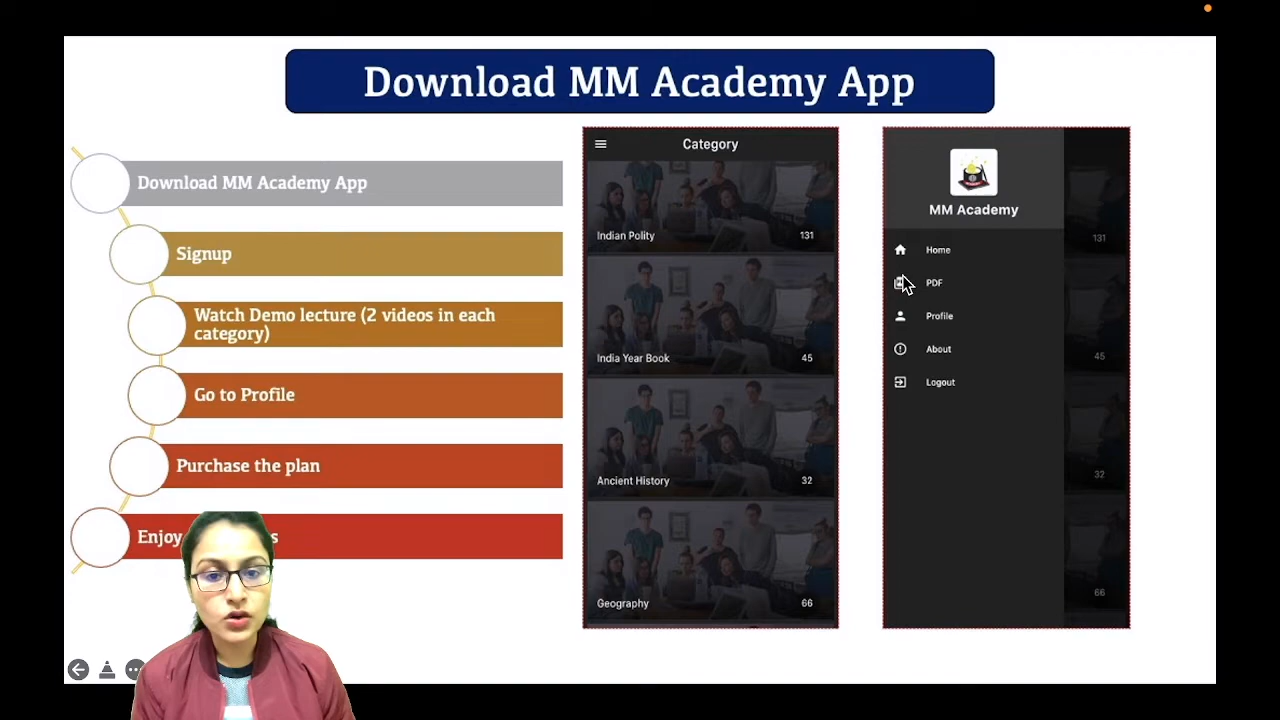 Download MM Academy App
Download MM Academy App
Signup
Watch Demo lecture (2 videos in each
category)
Go to Profile
Purchase the plan
Enjoy
Category
Indian Polity 131
India Year Book 45
Ancient History 32
Geography 66
MM Academy
Home
PDF
Profile
About
Logout
131
45
32
66